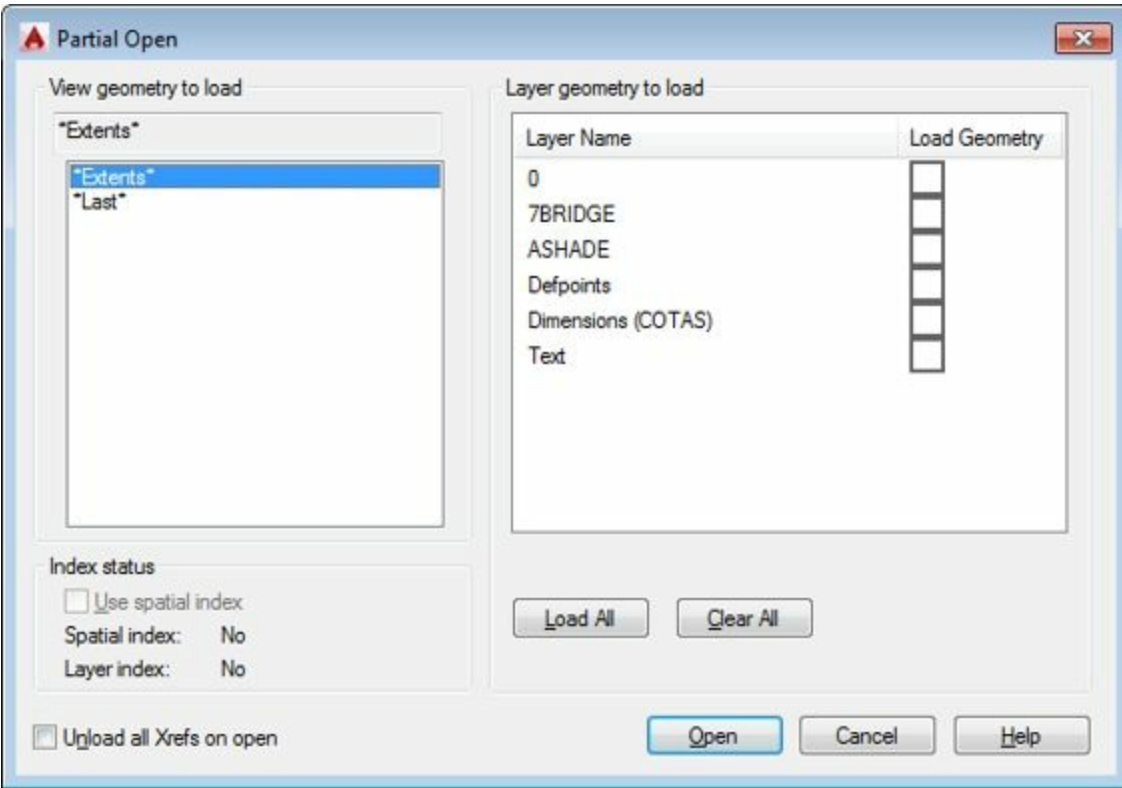 Partial Open
View geometry to load
*Extents*
*Extents*
*Last*
Index status
Use spatial index
Spatial index: No
Layer index: No
Unload all Xrefs on open
Layer geometry to load
Layer Name Load Geometry
0
7BRIDGE
ASHADE
Defpoints
Dimensions (COTAS)
Text
Load All Clear All
Open Cancel Help